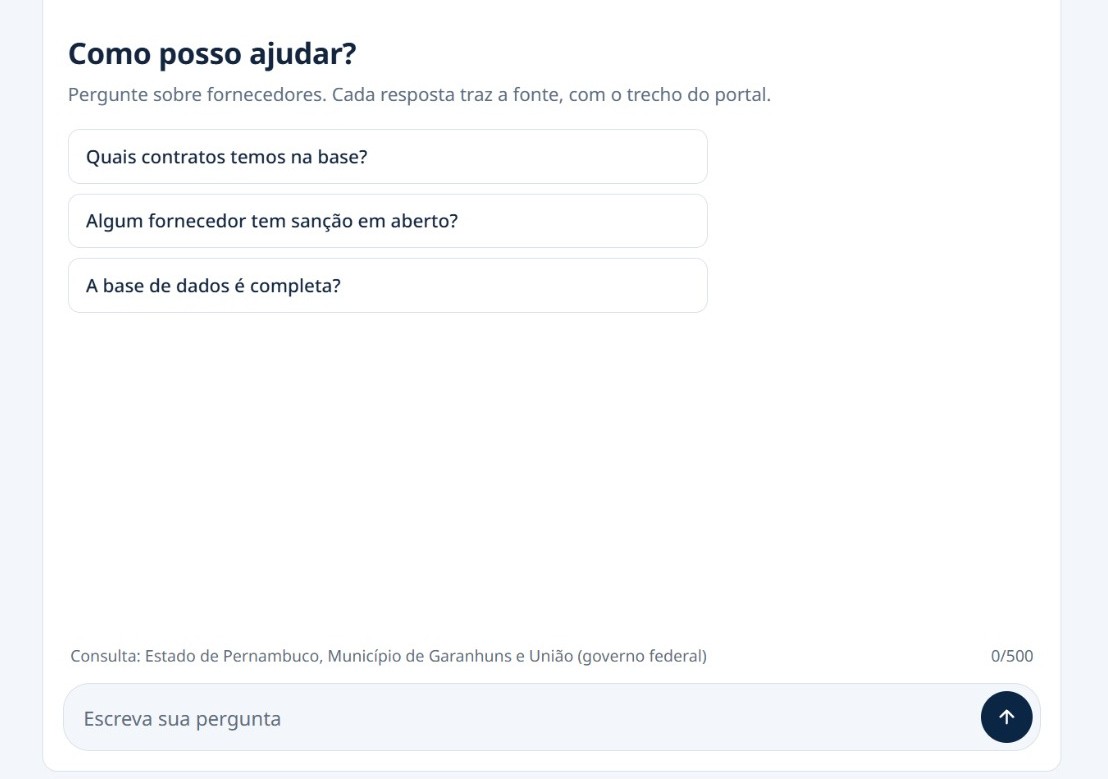 Como posso ajudar?
Pergunte sobre fornecedores. Cada resposta traz a fonte, com o trecho do portal.
Quais contratos temos na base?
Algum fornecedor tem sanção em aberto?
A base de dados é completa?
Consulta: Estado de Pernambuco, Município de Garanhuns e União (governo federal)
0/500
Escreva sua pergunta